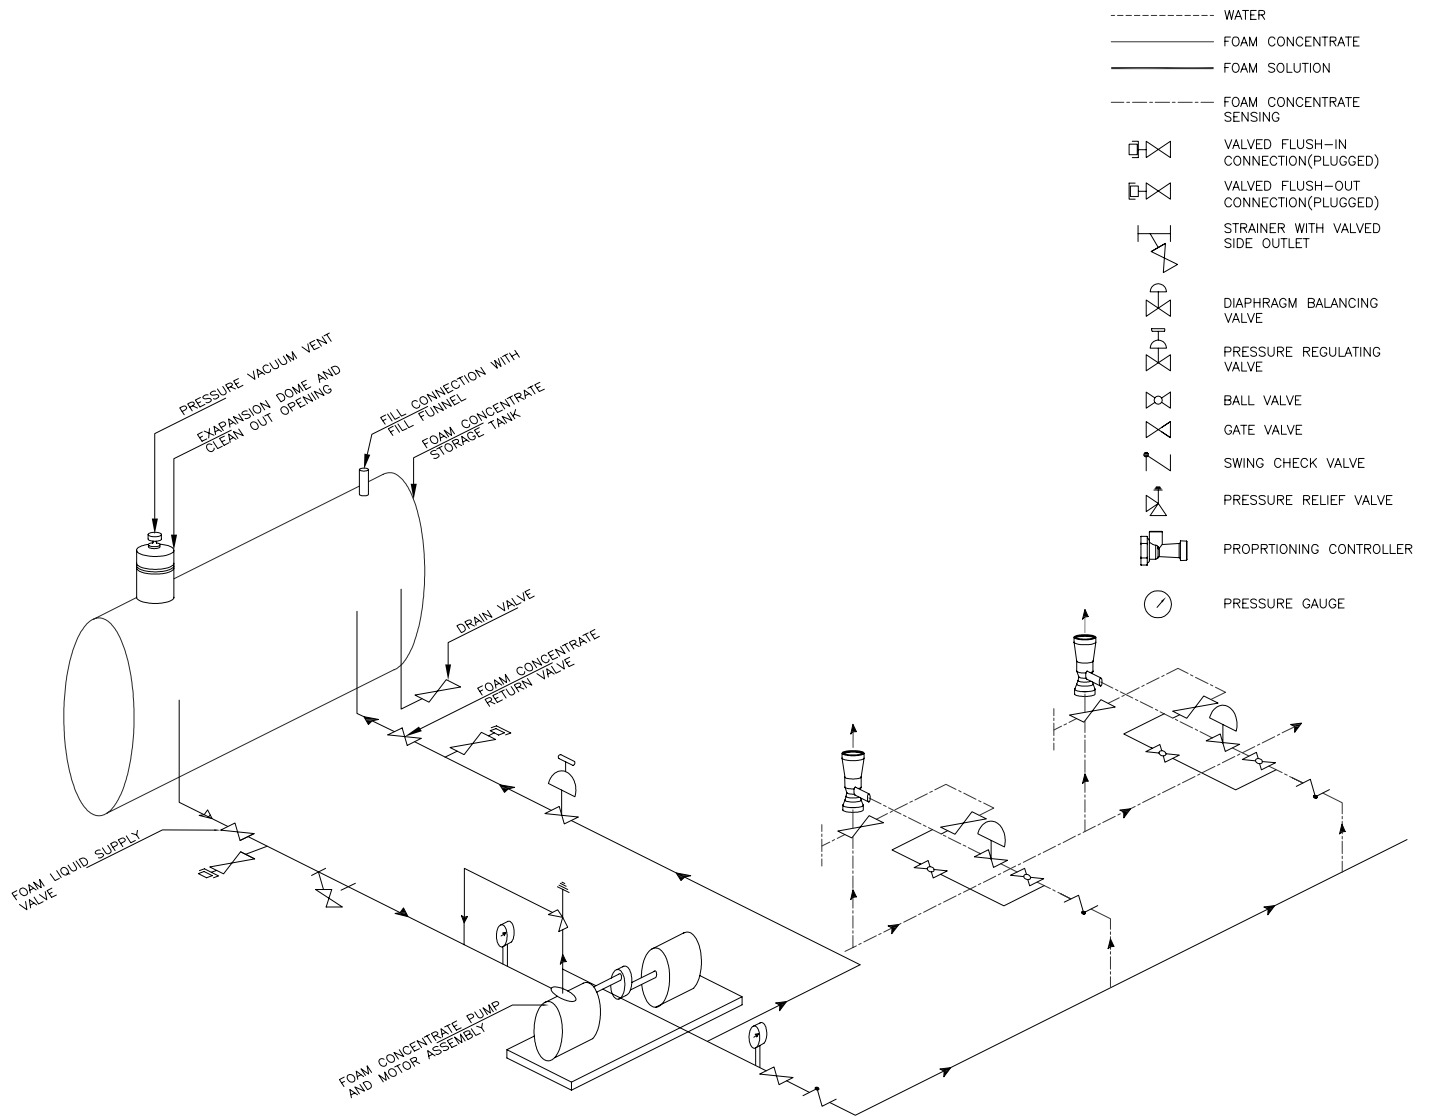 WATER
FOAM CONCENTRATE
FOAM SOLUTION
FOAM CONCENTRATE
SENSING
VALVED FLUSH-IN
CONNECTION(PLUGGED)
VALVED FLUSH-OUT
CONNECTION(PLUGGED)
STRAINER WITH VALVED
SIDE OUTLET
DIAPHRAGM BALANCING
VALVE
PRESSURE REGULATING
VALVE
BALL VALVE
GATE VALVE
SWING CHECK VALVE
PRESSURE RELIEF VALVE
PROPRTIONING CONTROLLER
PRESSURE GAUGE
PRESSURE VACUUM VENT
EXAPANSION DOME AND
CLEAN OUT OPENING
FILL CONNECTION WITH
FILL FUNNEL
FOAM CONCENTRATE
STORAGE TANK
DRAIN VALVE
FOAM CONCENTRATE
RETURN VALVE
FOAM LIQUID SUPPLY
VALVE
FOAM CONCENTRATE PUMP
AND MOTOR ASSEMBLY